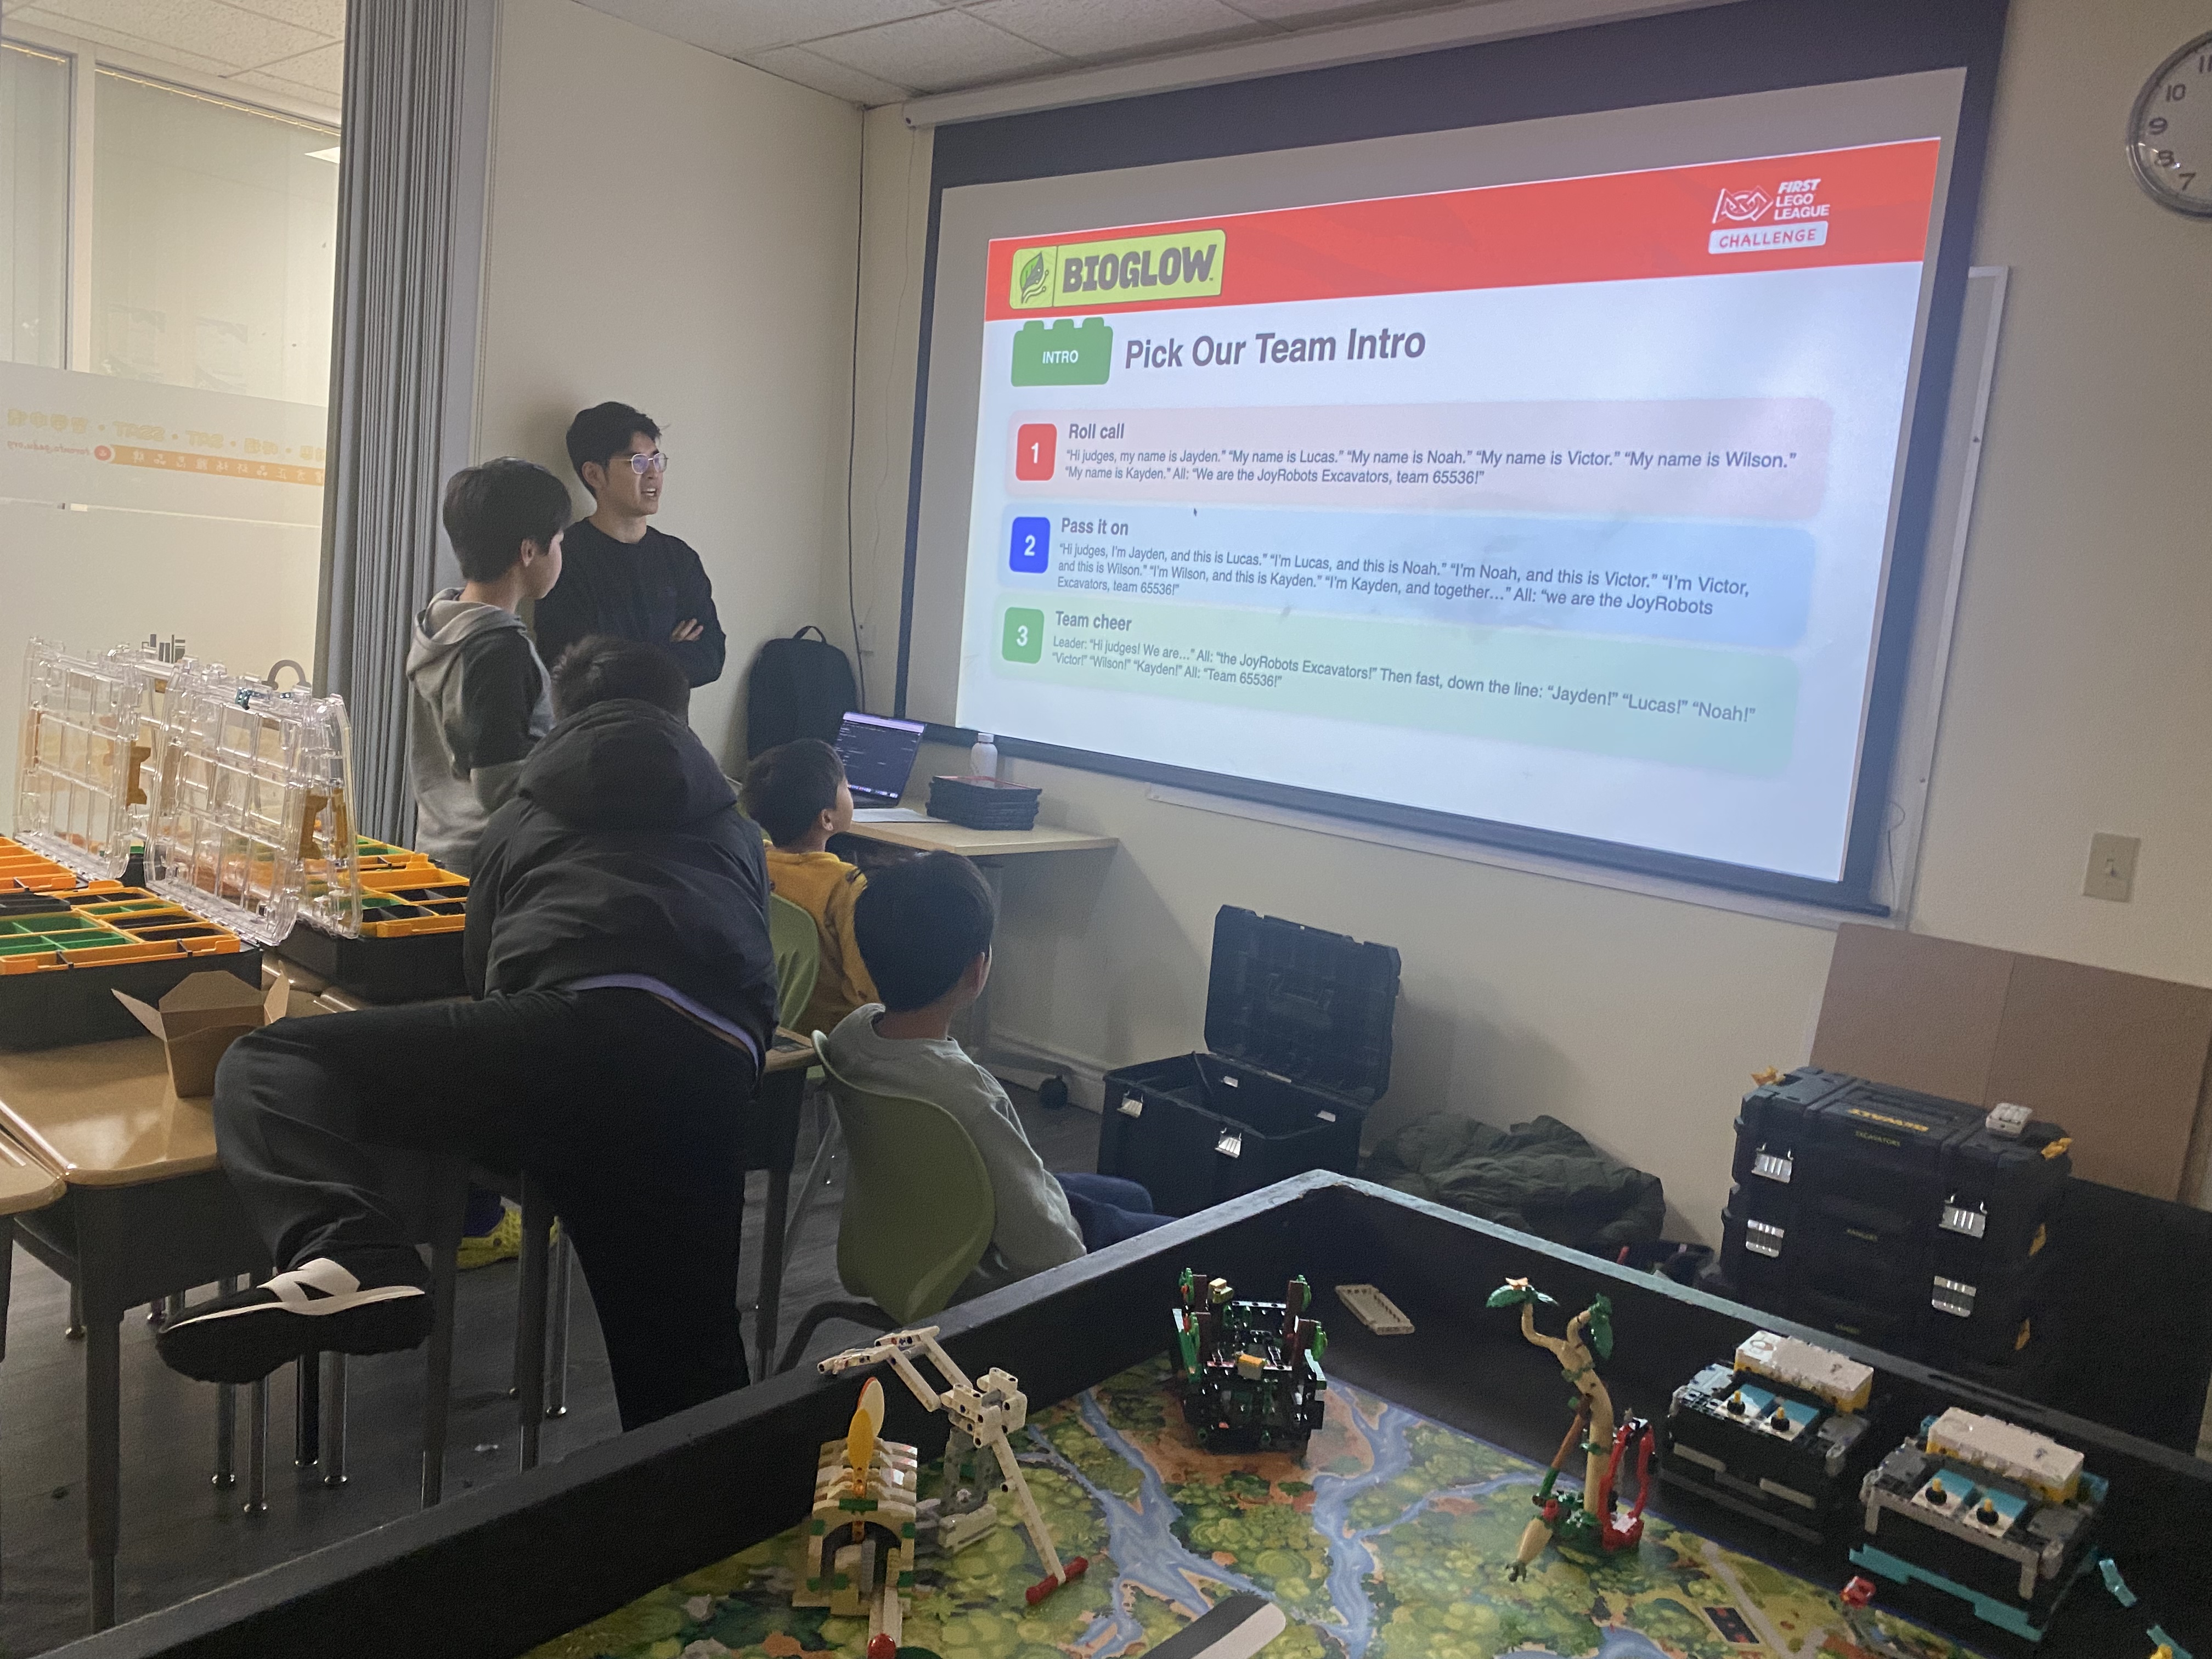 FIRST
LEGO
LEAGUE
CHALLENGE
BIOGLOW
INTRO
Pick Our Team Intro
1
Roll call
“Hi judges, my name is Jayden.” “My name is Lucas.” “My name is Noah.” “My name is Victor.” “My name is Wilson.”
“My name is Kayden.” All: “We are the JoyRobots Excavators, team 65536!”
2
Pass it on
“Hi judges, I’m Jayden, and this is Lucas.” “I’m Lucas, and this is Noah.” “I’m Noah, and this is Victor.” “I’m Victor,
and this is Wilson.” “I’m Wilson, and this is Kayden.” “I’m Kayden, and together…” All: “we are the JoyRobots
Excavators, team 65536!”
3
Team cheer
Leader: “Hi judges! We are…” All: “the JoyRobots Excavators!” Then fast, down the line: “Jayden!” “Lucas!” “Noah!”
“Victor!” “Wilson!” “Kayden!” All: “Team 65536!”
11
10
9
8
7
DEWALT